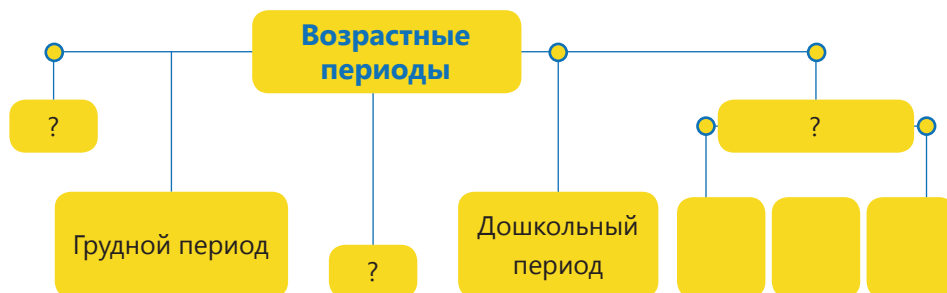 Возрастные
периоды
?
?
Грудной период
?
Дошкольный
период